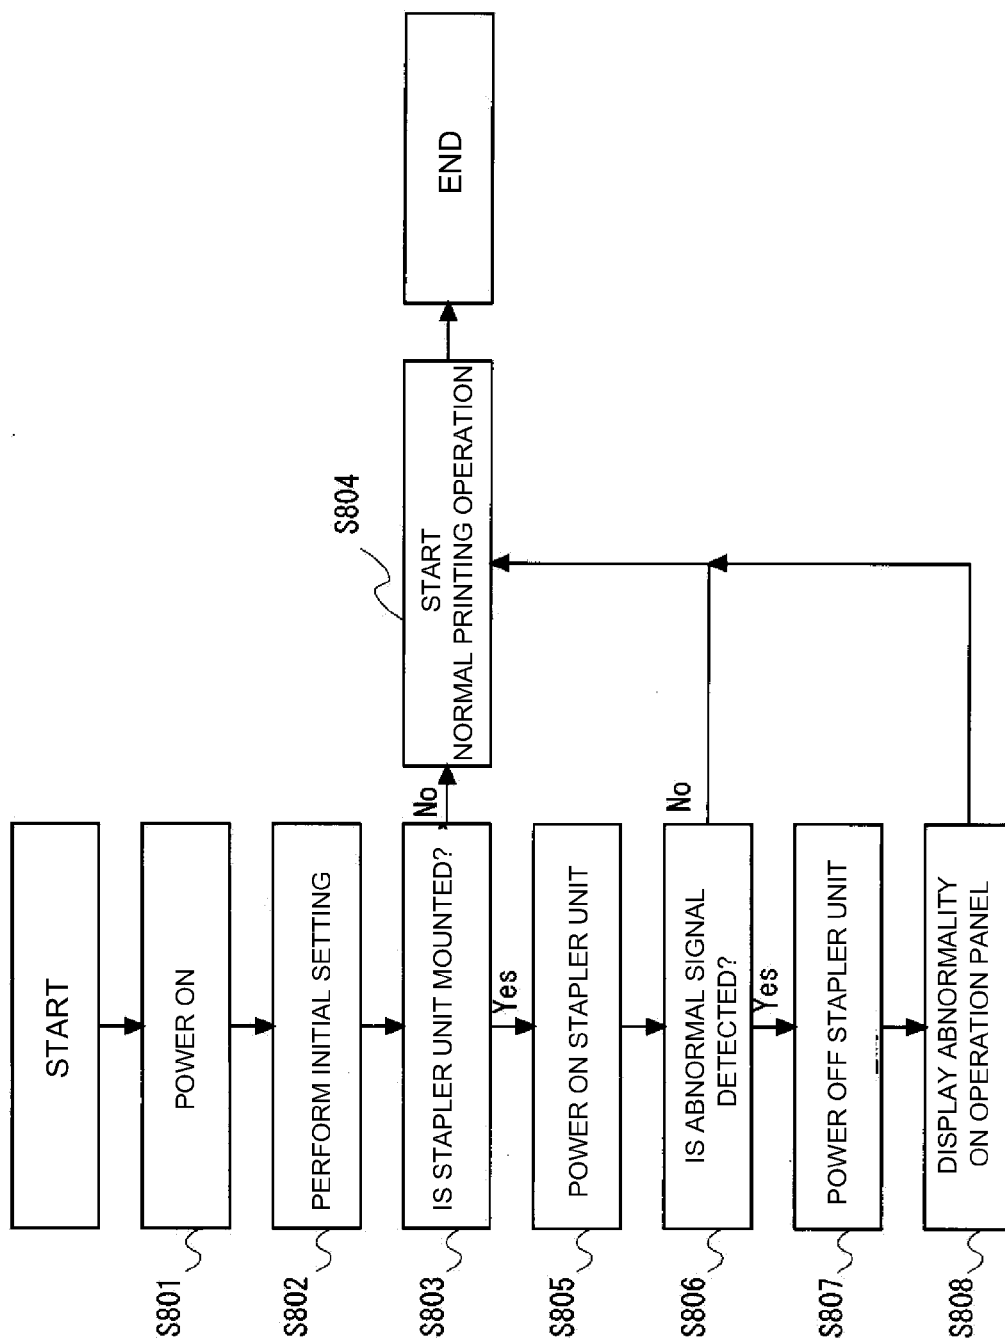 START
POWER ON
S801
PERFORM INITIAL SETTING
S802
IS STAPLER UNIT MOUNTED?
S803
No
Yes
START
NORMAL PRINTING OPERATION
S804
END
POWER ON STAPLER UNIT
S805
IS ABNORMAL SIGNAL
DETECTED?
S806
No
Yes
POWER OFF STAPLER UNIT
S807
DISPLAY ABNORMALITY
ON OPERATION PANEL
S808